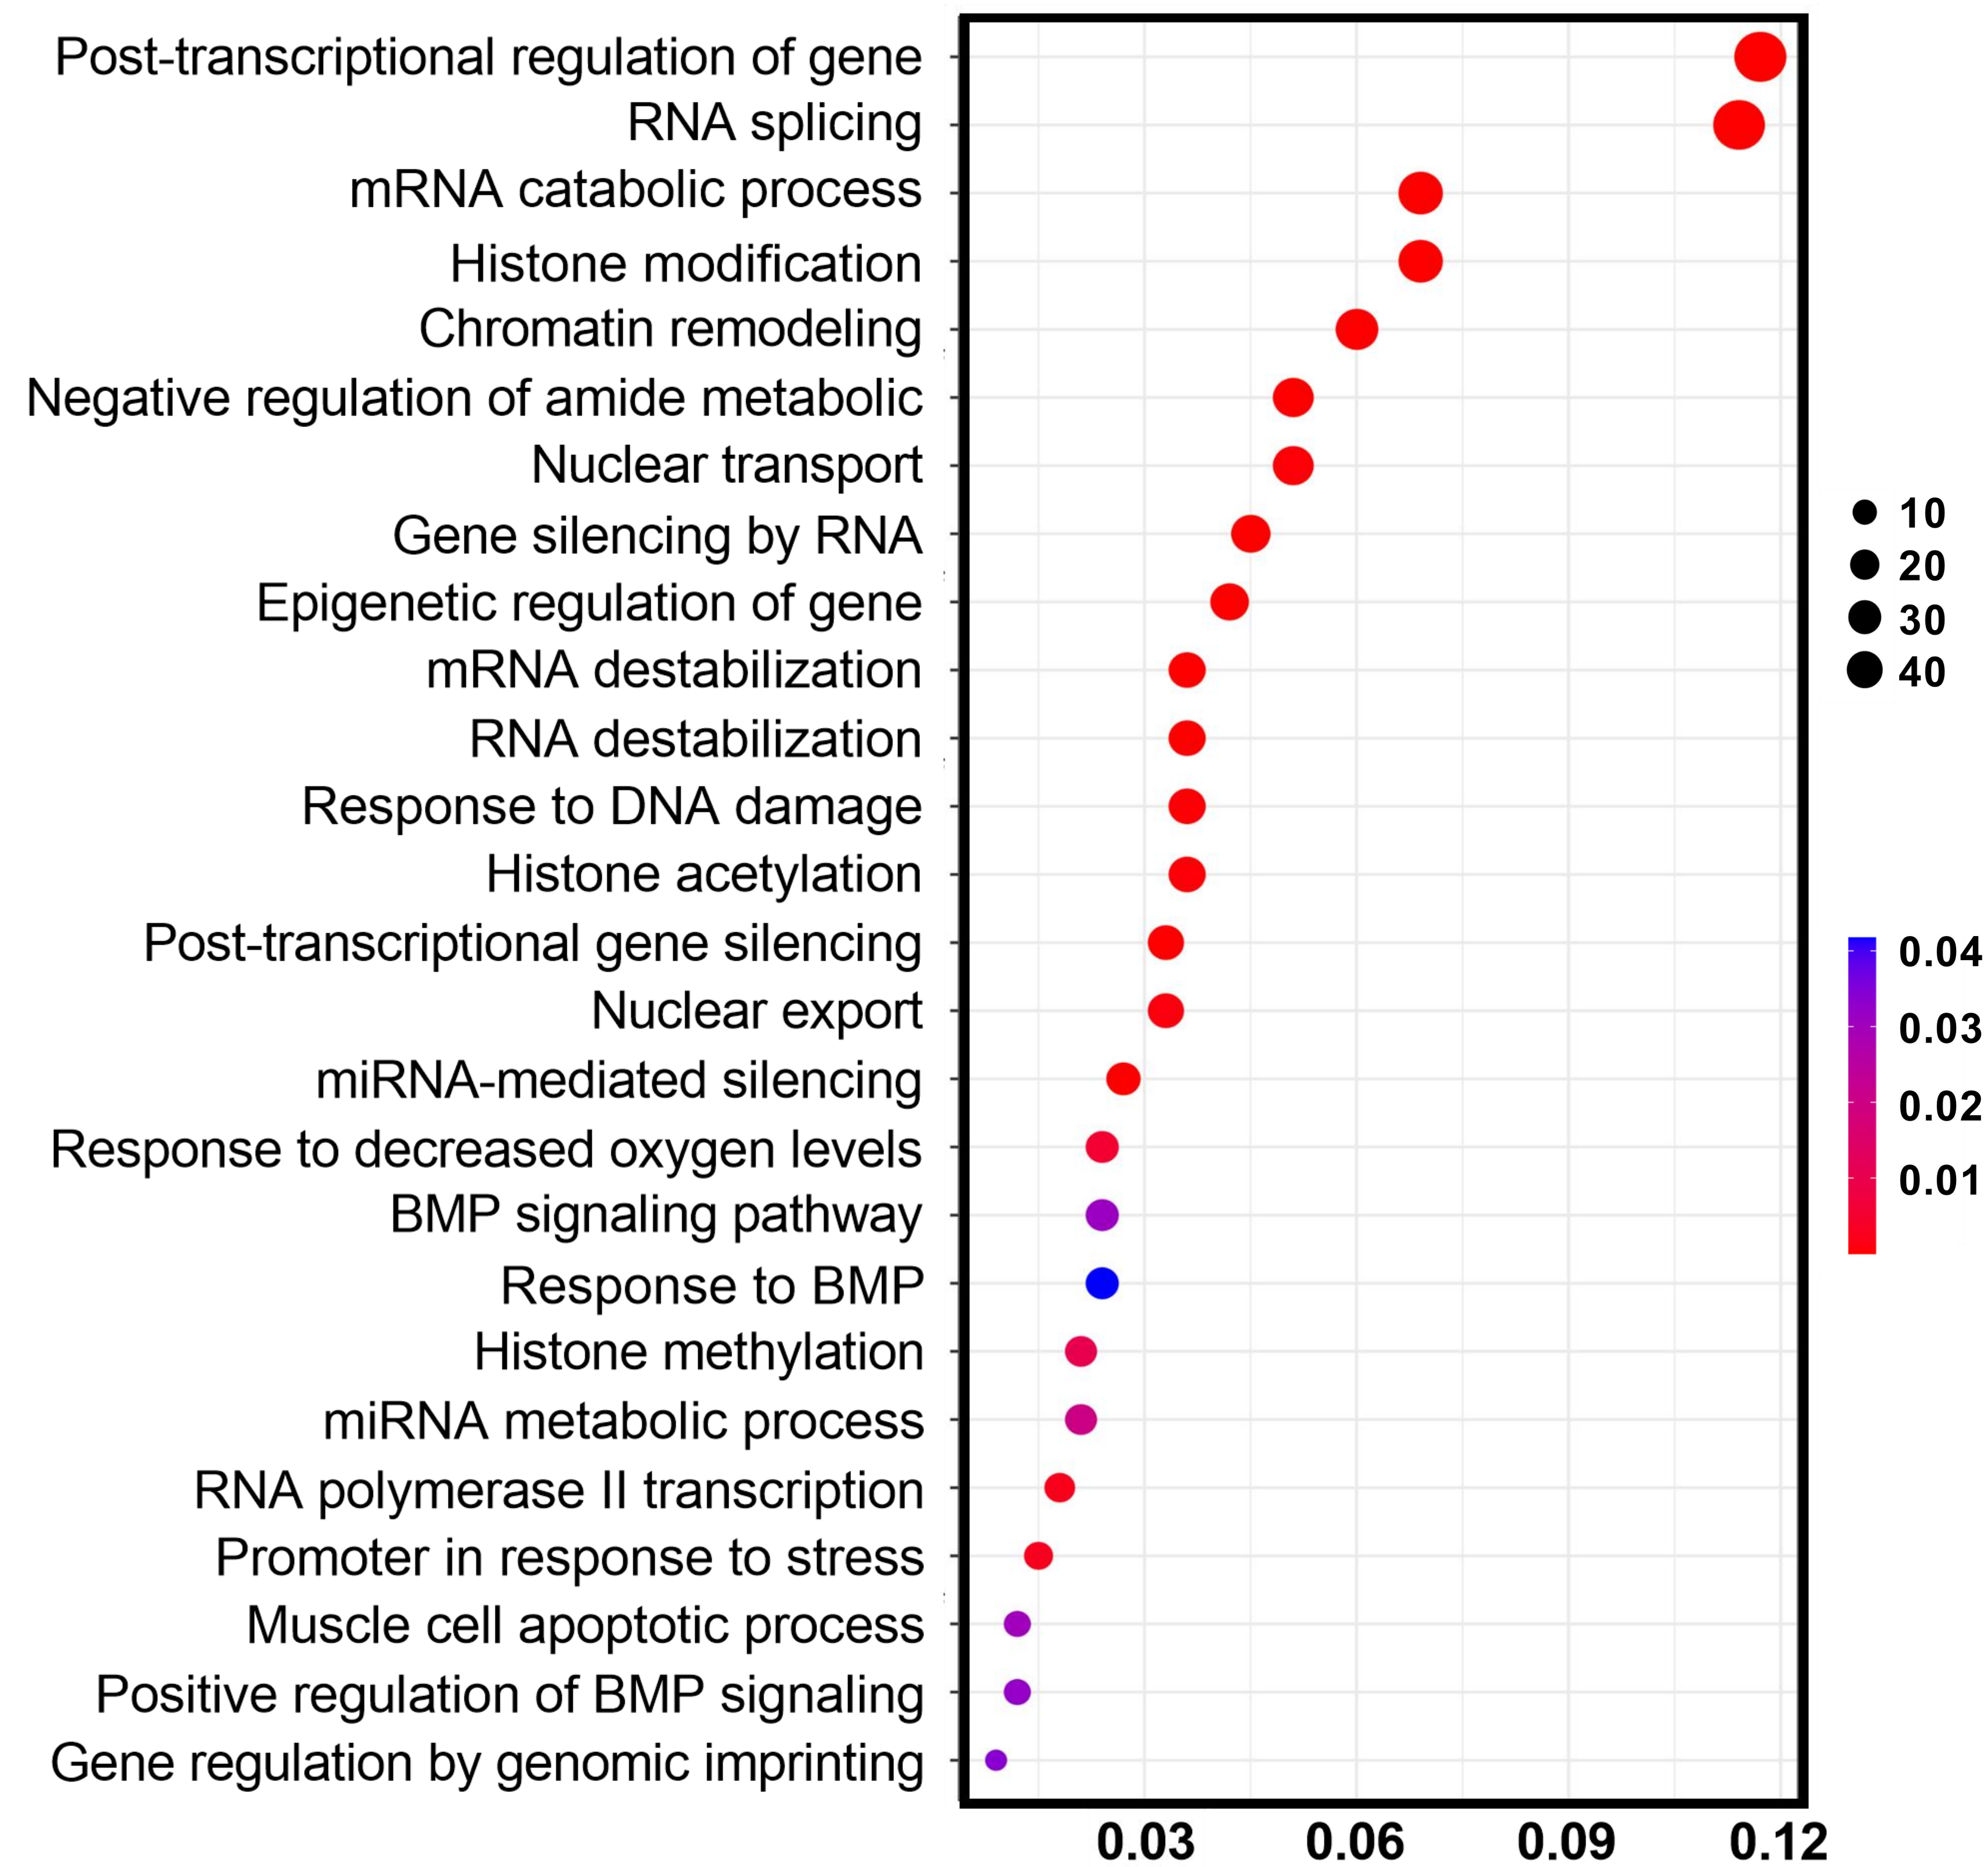 Post-transcriptional regulation of gene
RNA splicing
mRNA catabolic process
Histone modification
Chromatin remodeling
Negative regulation of amide metabolic
Nuclear transport
Gene silencing by RNA
Epigenetic regulation of gene
mRNA destabilization
RNA destabilization
Response to DNA damage
Histone acetylation
Post-transcriptional gene silencing
Nuclear export
miRNA-mediated silencing
Response to decreased oxygen levels
BMP signaling pathway
Response to BMP
Histone methylation
miRNA metabolic process
RNA polymerase II transcription
Promoter in response to stress
Muscle cell apoptotic process
Positive regulation of BMP signaling
Gene regulation by genomic imprinting
0.03 0.06 0.09 0.12
10
20
30
40
0.04
0.03
0.02
0.01